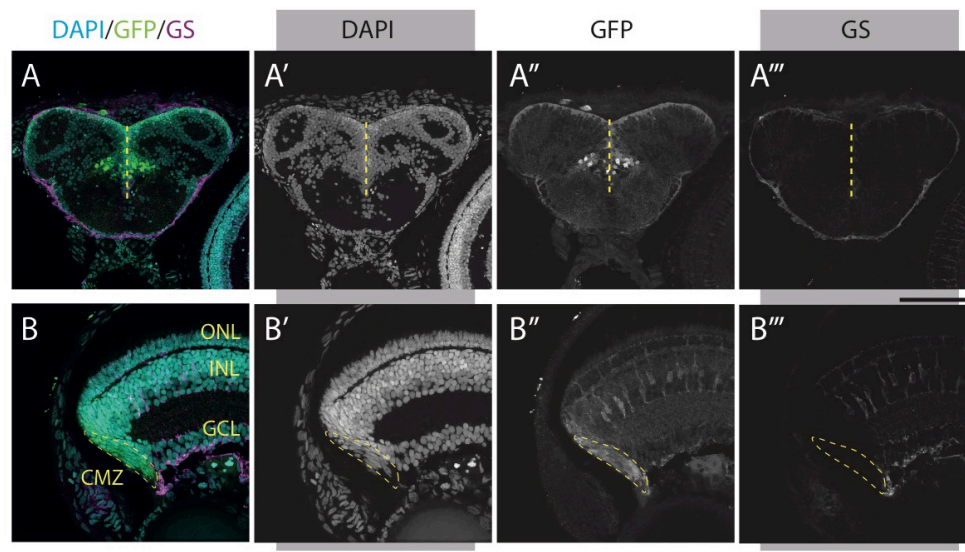 DAPI/GFP/GS DAPI GFP GS
A A′ A″ A‴
B B′ B″ B‴
ONL
INL
GCL
CMZ